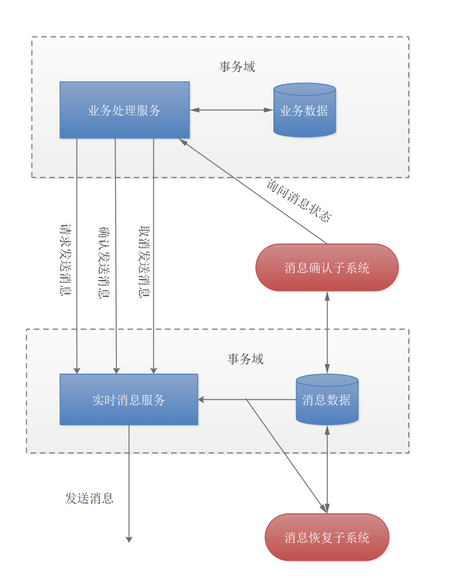 事务域
业务处理服务
业务数据
询问消息状态
请求发送消息
确认发送消息
取消发送消息
消息确认子系统
事务域
实时消息服务
消息数据
发送消息
消息恢复子系统